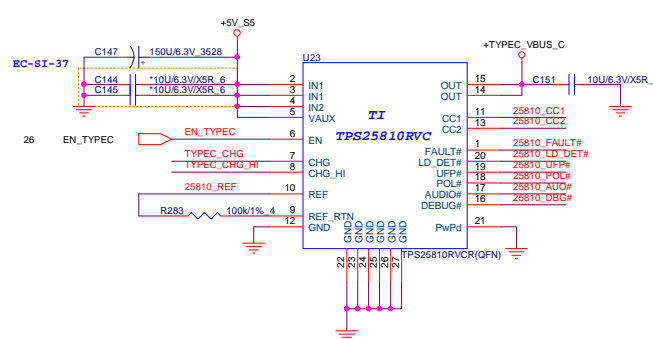 +5V_S5
C147 150U/6.3V_3528
EC-SI-37
C144 *10U/6.3V/X5R_6
C145 *10U/6.3V/X5R_6
U23
2 IN1
3 IN1
4 IN2
5 VAUX
26 EN_TYPEC EN_TYPEC 6 EN
TYPEC_CHG 7 CHG
TYPEC_CHG_HI 8 CHG_HI
25810_REF 10 REF
R283 100k/1%_4 9 REF_RTN
12 GND
TI
TPS25810RVC
+TYPEC_VBUS_C
OUT 15
OUT 14
C151 10U/6.3V/X5R_
CC1 11 25810_CC1
CC2 13 25810_CC2
FAULT# 1 25810_FAULT#
LD_DET# 20 25810_LD_DET#
UFP# 19 25810_UFP#
POL# 18 25810_POL#
AUDIO# 17 25810_AUO#
DEBUG# 16 25810_DBG#
PwPd 21
GND GND GND GND GND GND
22 23 24 25 26 27
TPS25810RVCR(QFN)